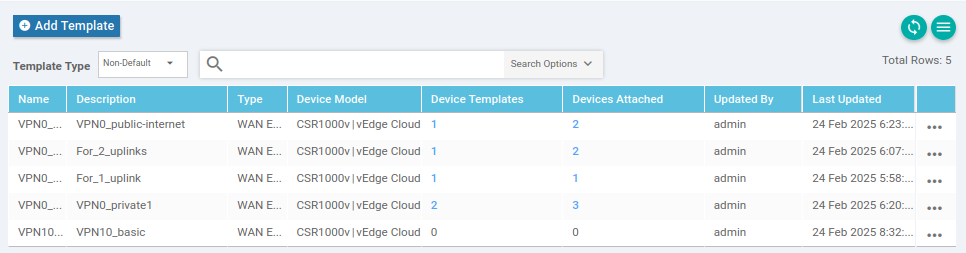 Add Template
Template Type Non-Default Search Options Total Rows: 5
Name Description Type Device Model Device Templates Devices Attached Updated By Last Updated
VPN0_... VPN0_public-internet WAN E... CSR1000v|vEdge Cloud 1 2 admin 24 Feb 2025 6:23:... ...
VPN0_... For_2_uplinks WAN E... CSR1000v|vEdge Cloud 1 2 admin 24 Feb 2025 6:07:... ...
VPN0_... For_1_uplink WAN E... CSR1000v|vEdge Cloud 1 1 admin 24 Feb 2025 5:58:... ...
VPN0_... VPN0_private1 WAN E... CSR1000v|vEdge Cloud 2 3 admin 24 Feb 2025 6:20:... ...
VPN10... VPN10_basic WAN E... CSR1000v|vEdge Cloud 0 0 admin 24 Feb 2025 8:32:... ...